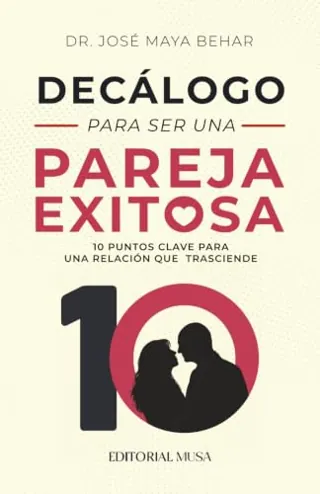 DR. JOSÉ MAYA BEHAR
DECÁLOGO
PARA SER UNA
PAREJA
EXITOSA
10 PUNTOS CLAVE PARA
UNA RELACIÓN QUE TRASCIENDE
10
EDITORIAL MUSA